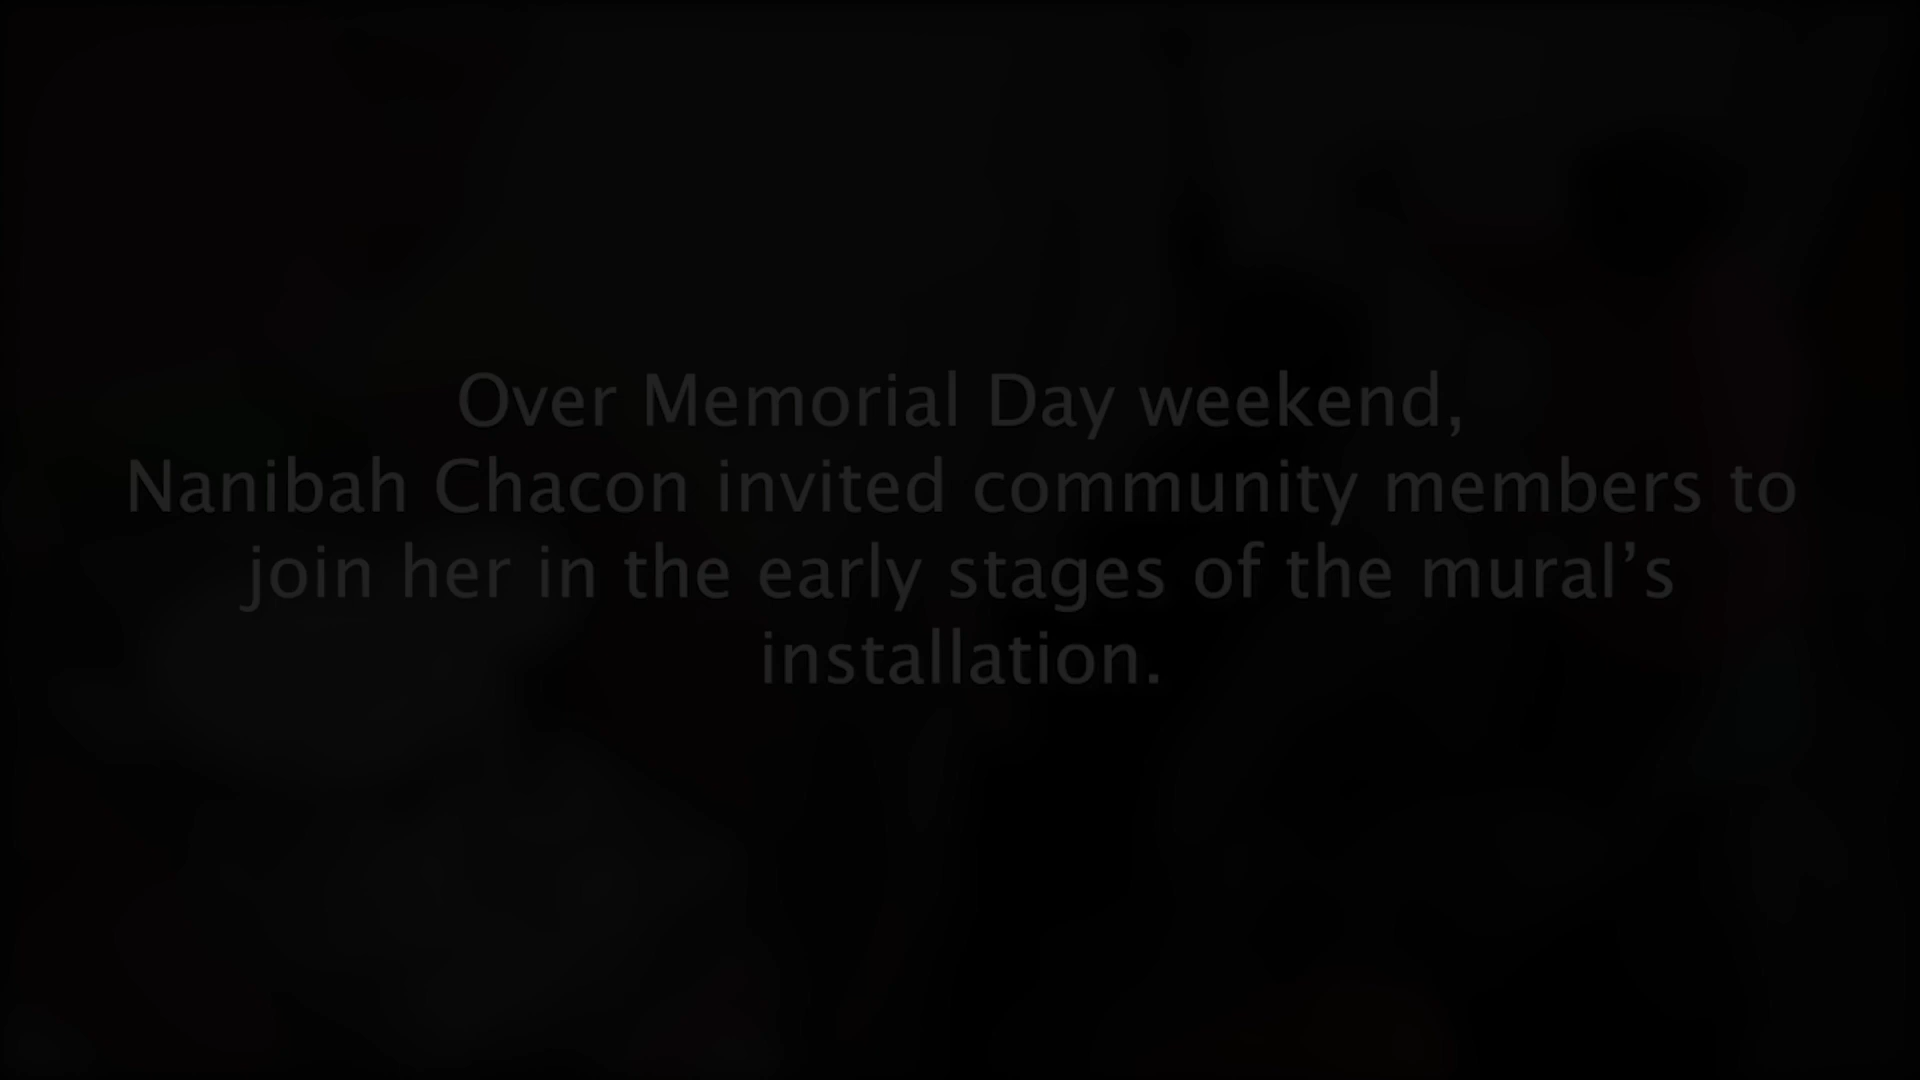 Over Memorial Day weekend,
Nanibah Chacon invited community members to
join her in the early stages of the mural’s
installation.